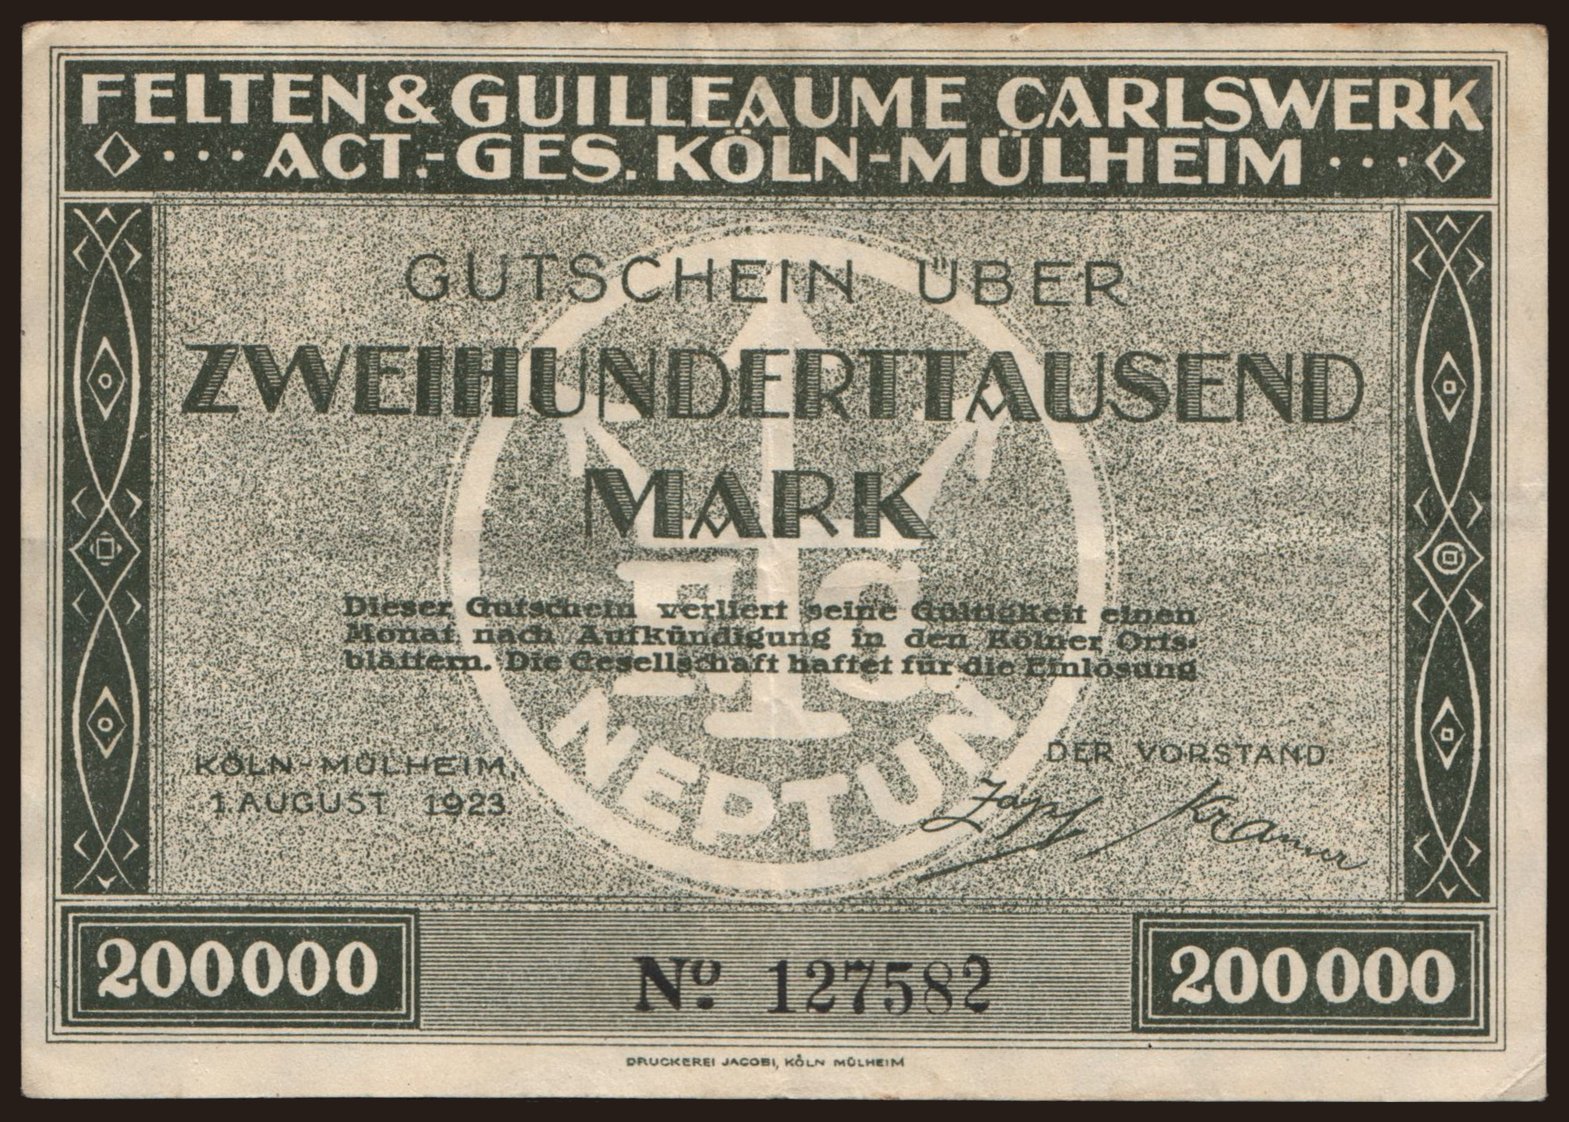 FELTEN & GUILLEAUME CARLSWERK
ACT.-GES. KÖLN-MÜLHEIM
GUTSCHEIN ÜBER
ZWEIHUNDERTTAUSEND
MARK
F. G.
Dieser Gutschein verliert seine Gültigkeit einen
Monat nach Aufkündigung in den Kölner Orts-
blättern. Die Gesellschaft haftet für die Einlösung
NEPTUN
KÖLN-MÜLHEIM,
1. AUGUST 1923
DER VORSTAND.
Zapf Kramer
200000
No. 127582
200000
DRUCKEREI JACOBI, KÖLN MÜLHEIM